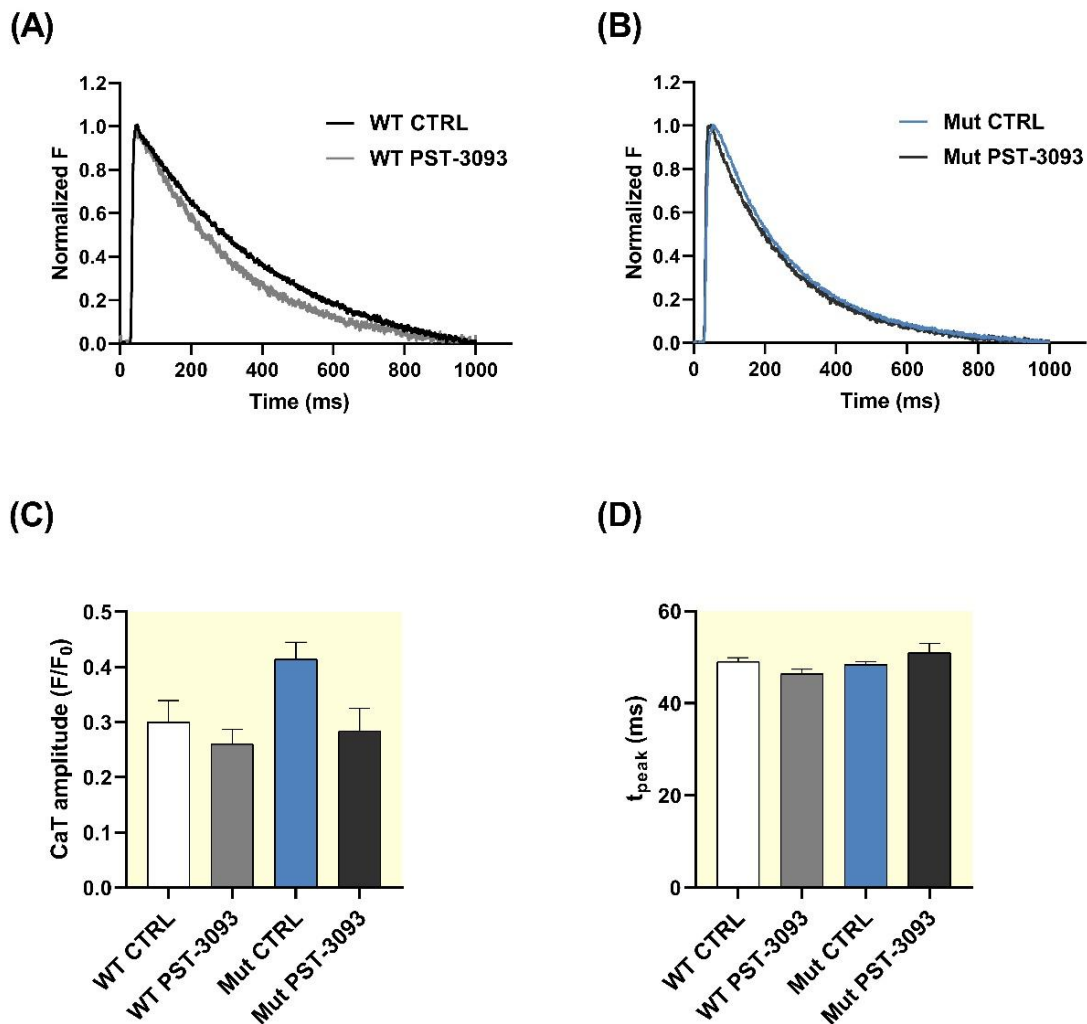 (A)
1.2
1.0
0.8
0.6
0.4
0.2
0.0
Normalized F
WT CTRL
WT PST-3093
0 200 400 600 800 1000
Time (ms)
(B)
1.2
1.0
0.8
0.6
0.4
0.2
0.0
Normalized F
Mut CTRL
Mut PST-3093
0 200 400 600 800 1000
Time (ms)
(C)
0.5
0.4
0.3
0.2
0.1
0.0
CaT amplitude (F/F0)
WT CTRL
WT PST-3093
Mut CTRL
Mut PST-3093
(D)
60
40
20
0
tpeak (ms)
WT CTRL
WT PST-3093
Mut CTRL
Mut PST-3093